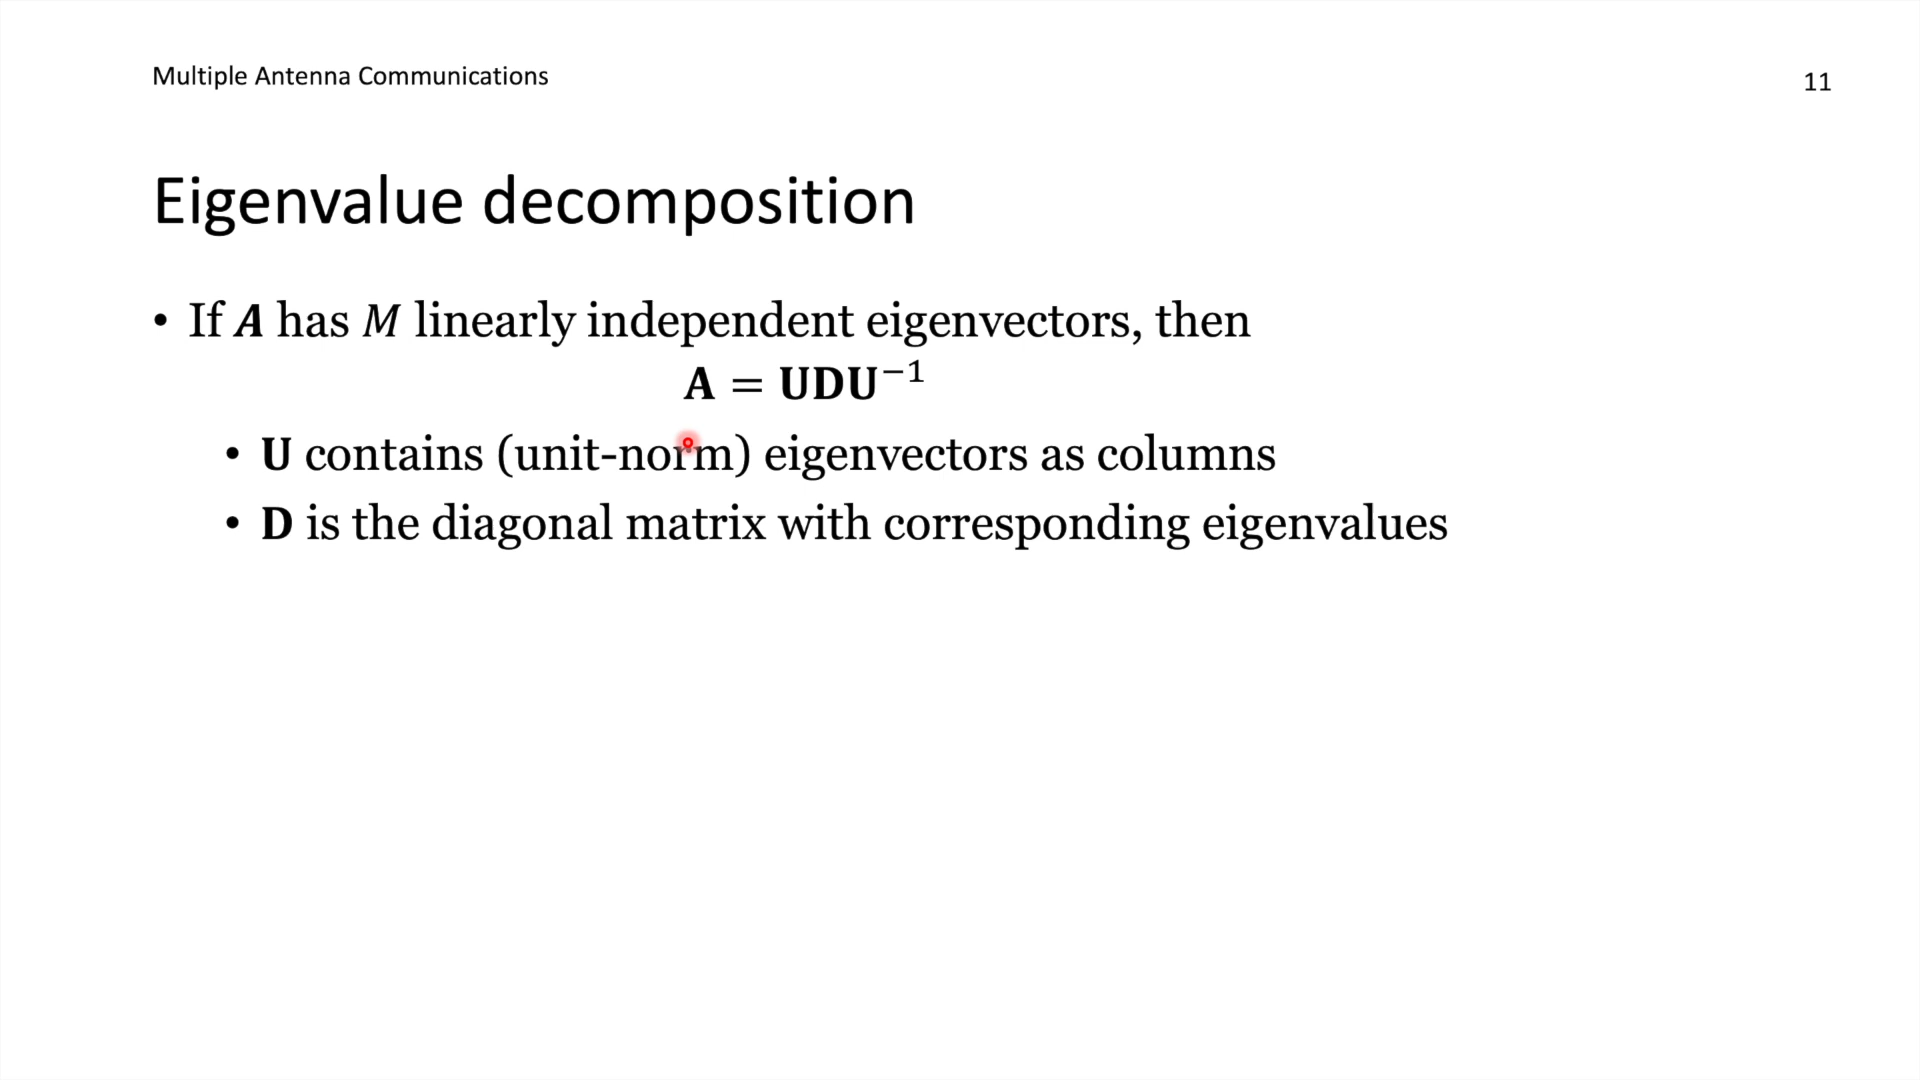 Multiple Antenna Communications
11
Eigenvalue decomposition
• If A has M linearly independent eigenvectors, then
A = UDU⁻¹
• U contains (unit-norm) eigenvectors as columns
• D is the diagonal matrix with corresponding eigenvalues